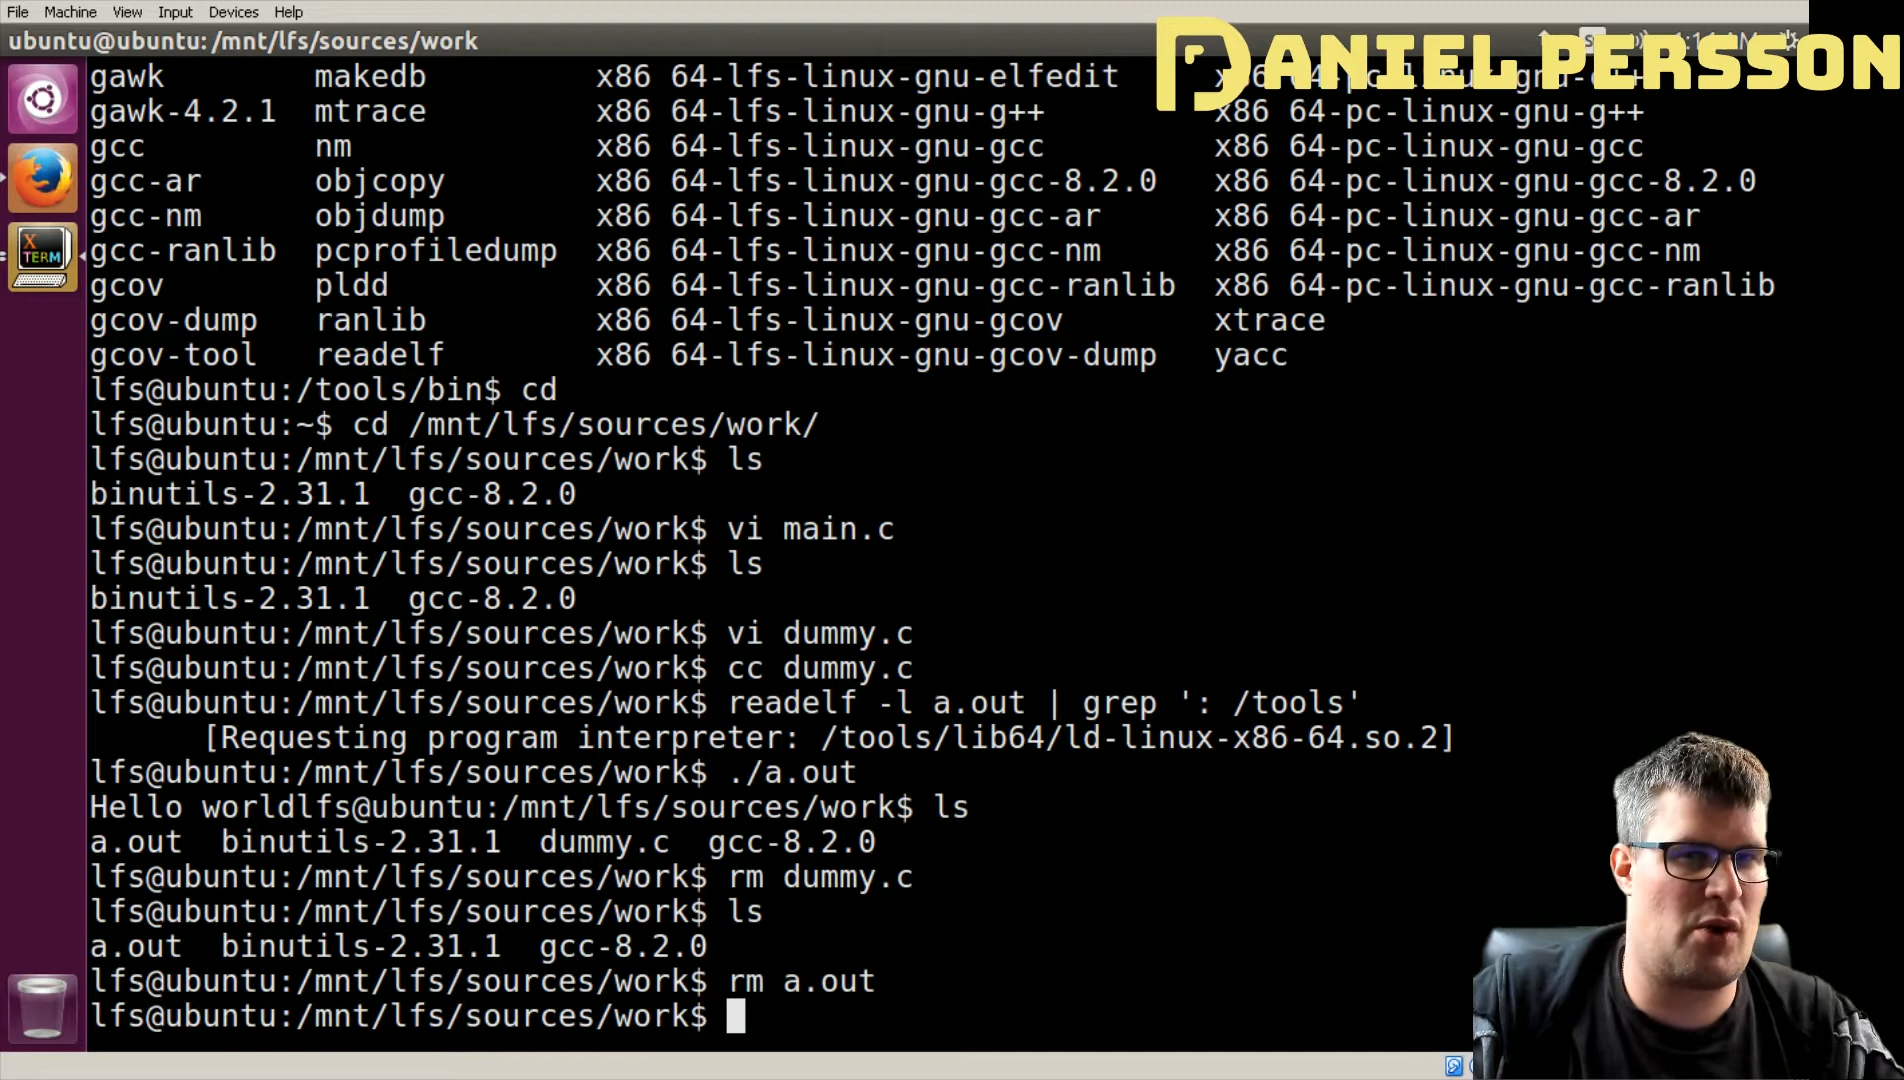 File Machine View Input Devices Help
ubuntu@ubuntu: /mnt/lfs/sources/work
DANIEL PERSSON
gawk makedb x86 64-lfs-linux-gnu-elfedit
gawk-4.2.1 mtrace x86 64-lfs-linux-gnu-g++ x86 64-pc-linux-gnu-g++
gcc nm x86 64-lfs-linux-gnu-gcc x86 64-pc-linux-gnu-gcc
gcc-ar objcopy x86 64-lfs-linux-gnu-gcc-8.2.0 x86 64-pc-linux-gnu-gcc-8.2.0
gcc-nm objdump x86 64-lfs-linux-gnu-gcc-ar x86 64-pc-linux-gnu-gcc-ar
gcc-ranlib pcprofiledump x86 64-lfs-linux-gnu-gcc-nm x86 64-pc-linux-gnu-gcc-nm
gcov pldd x86 64-lfs-linux-gnu-gcc-ranlib x86 64-pc-linux-gnu-gcc-ranlib
gcov-dump ranlib x86 64-lfs-linux-gnu-gcov xtrace
gcov-tool readelf x86 64-lfs-linux-gnu-gcov-dump yacc
X
TERM
lfs@ubuntu:/tools/bin$ cd
lfs@ubuntu:~$ cd /mnt/lfs/sources/work/
lfs@ubuntu:/mnt/lfs/sources/work$ ls
binutils-2.31.1 gcc-8.2.0
lfs@ubuntu:/mnt/lfs/sources/work$ vi main.c
lfs@ubuntu:/mnt/lfs/sources/work$ ls
binutils-2.31.1 gcc-8.2.0
lfs@ubuntu:/mnt/lfs/sources/work$ vi dummy.c
lfs@ubuntu:/mnt/lfs/sources/work$ cc dummy.c
lfs@ubuntu:/mnt/lfs/sources/work$ readelf -l a.out | grep ': /tools'
[Requesting program interpreter: /tools/lib64/ld-linux-x86-64.so.2]
lfs@ubuntu:/mnt/lfs/sources/work$ ./a.out
Hello worldlfs@ubuntu:/mnt/lfs/sources/work$ ls
a.out binutils-2.31.1 dummy.c gcc-8.2.0
lfs@ubuntu:/mnt/lfs/sources/work$ rm dummy.c
lfs@ubuntu:/mnt/lfs/sources/work$ ls
a.out binutils-2.31.1 gcc-8.2.0
lfs@ubuntu:/mnt/lfs/sources/work$ rm a.out
lfs@ubuntu:/mnt/lfs/sources/work$